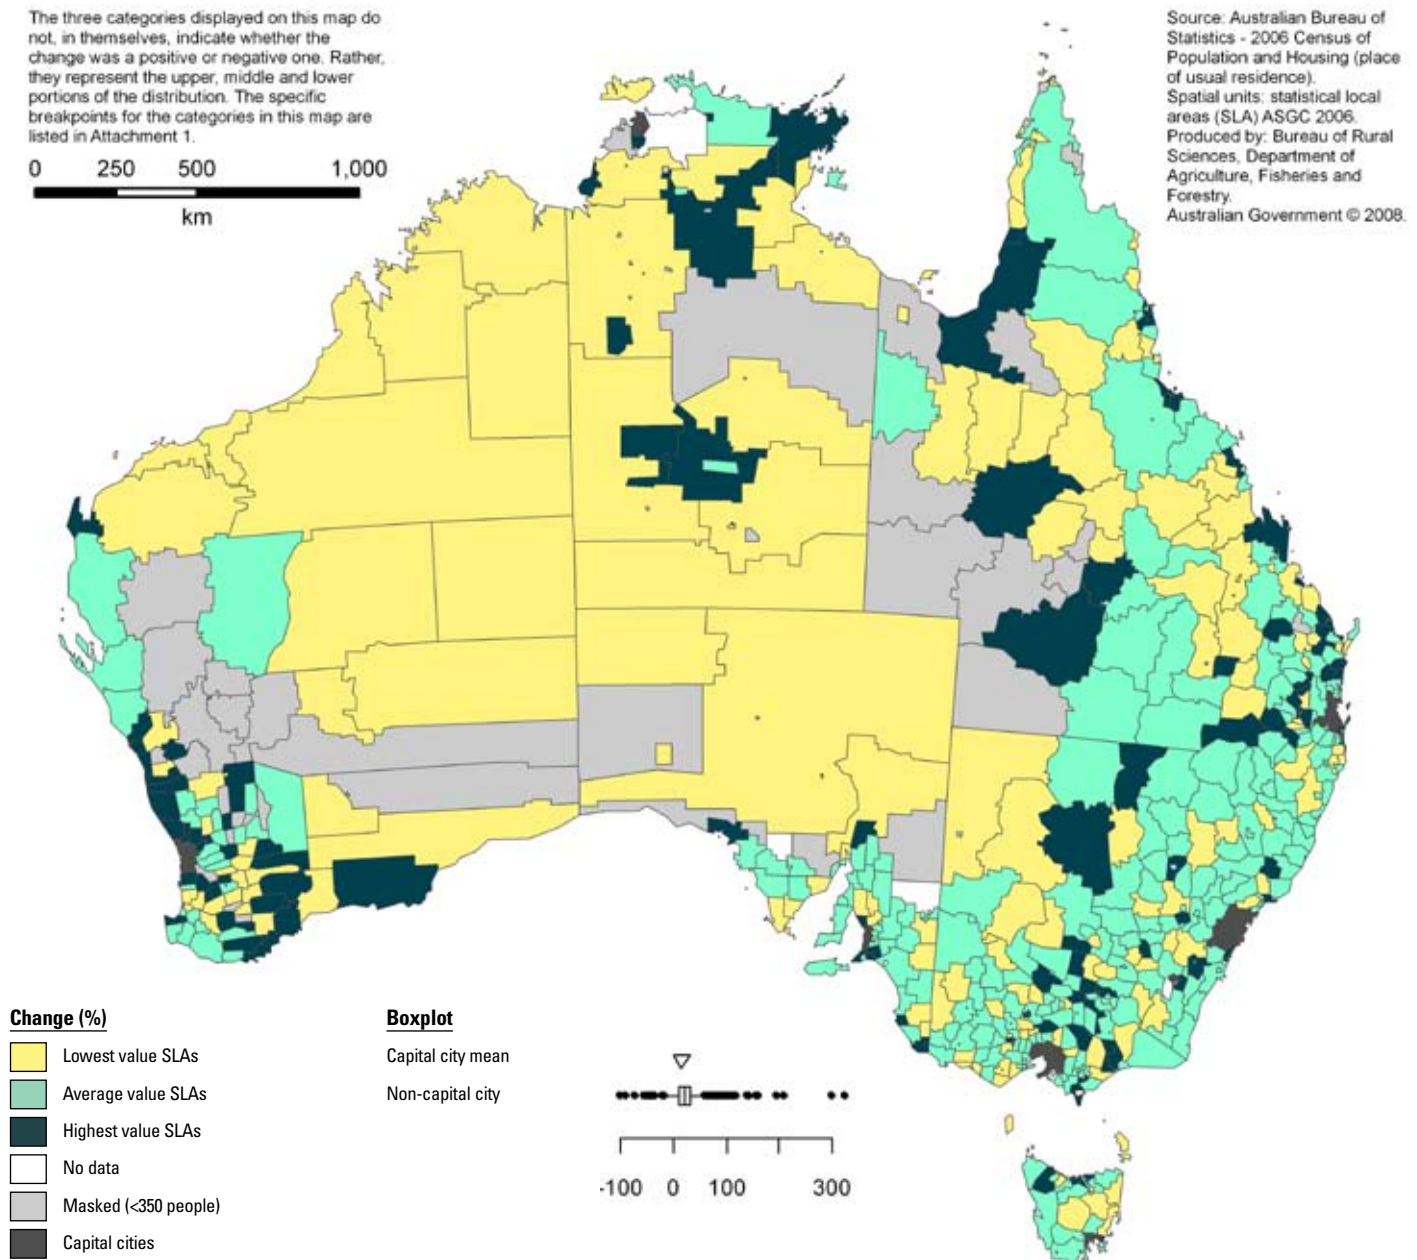 The three categories displayed on this map do
not, in themselves, indicate whether the
change was a positive or negative one. Rather,
they represent the upper, middle and lower
portions of the distribution. The specific
breakpoints for the categories in this map are
listed in Attachment 1.
0 250 500 1,000
km
Source: Australian Bureau of
Statistics - 2006 Census of
Population and Housing (place
of usual residence).
Spatial units: statistical local
areas (SLA) ASGC 2006.
Produced by: Bureau of Rural
Sciences, Department of
Agriculture, Fisheries and
Forestry.
Australian Government © 2008.
Change (%)
Lowest value SLAs
Average value SLAs
Highest value SLAs
No data
Masked (<350 people)
Capital cities
Boxplot
Capital city mean
Non-capital city
-100 0 100 300